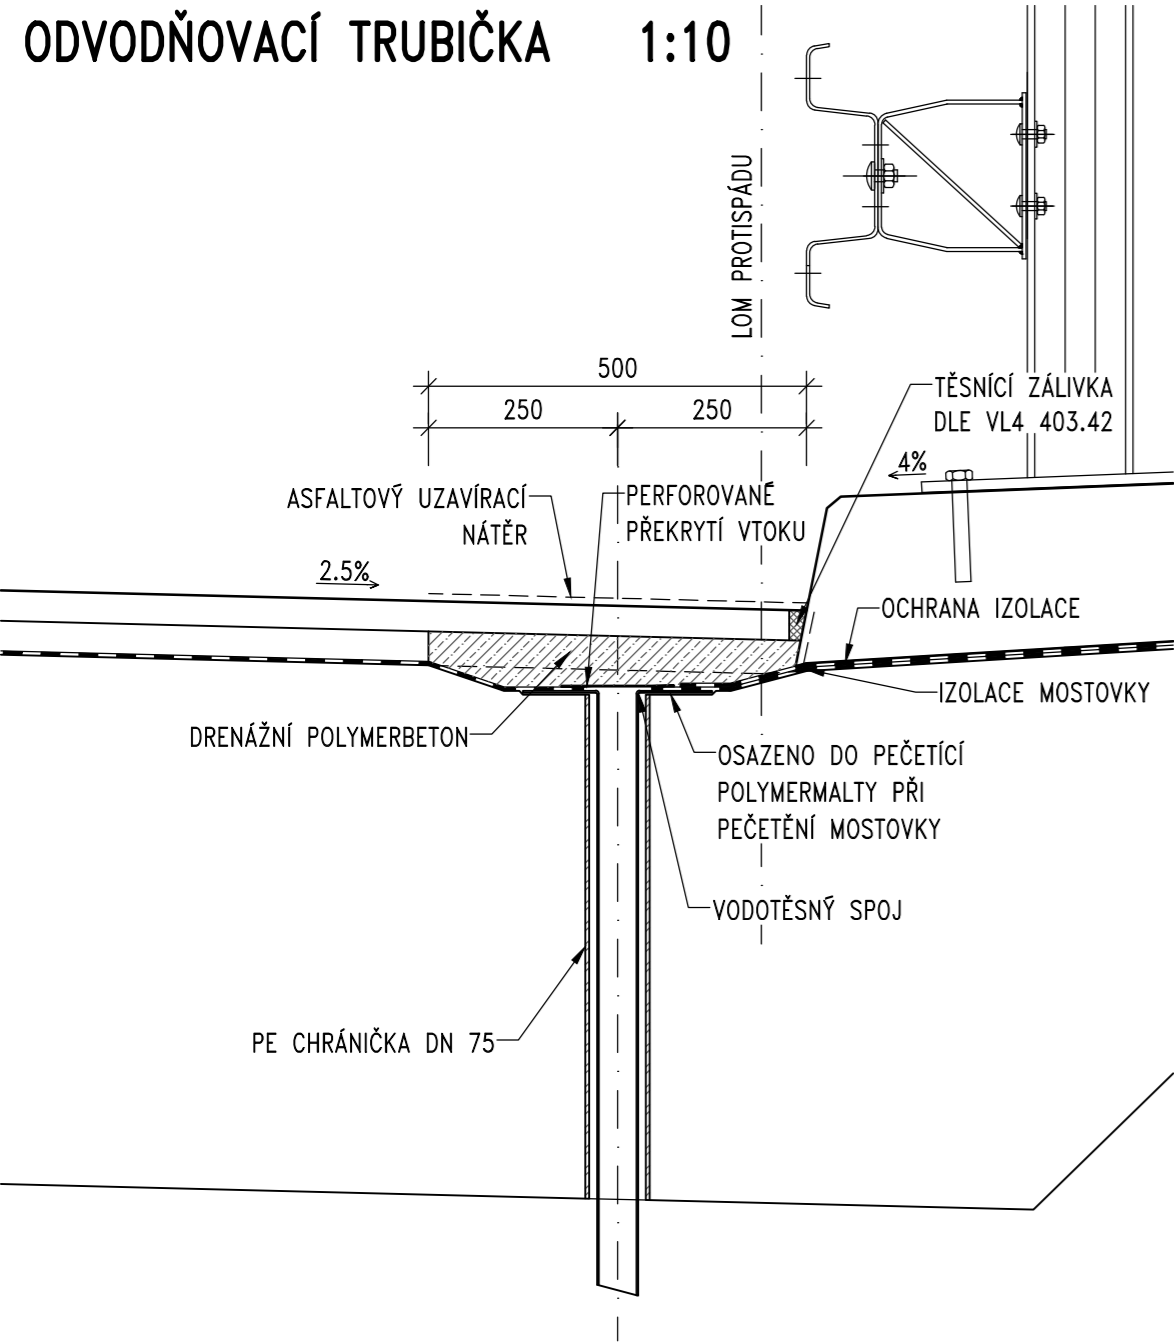 ODVODŇOVACÍ TRUBIČKA 1:10
LOM PROTISPÁDU
500
250
250
TĚSNÍCÍ ZÁLIVKA
DLE VL4 403.42
4%
ASFALTOVÝ UZAVÍRACÍ
NÁTĚR
PERFOROVANÉ
PŘEKRYTÍ VTOKU
2.5%
OCHRANA IZOLACE
IZOLACE MOSTOVKY
DRENÁŽNÍ POLYMERBETON
OSAZENO DO PEČETÍCÍ
POLYMERMALTY PŘI
PEČETĚNÍ MOSTOVKY
VODOTĚSNÝ SPOJ
PE CHRÁNIČKA DN 75